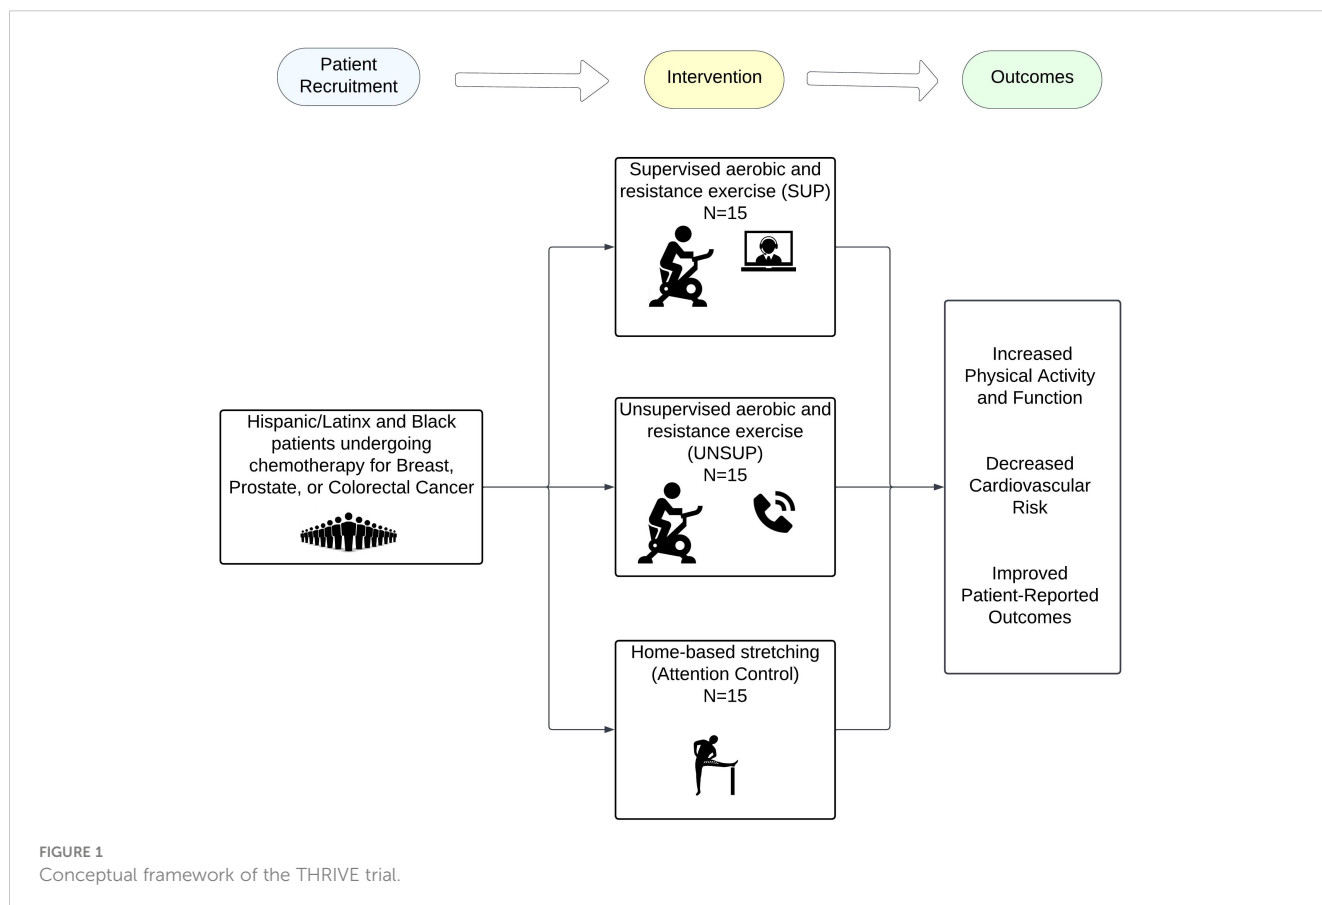 Patient
Recruitment
Intervention
Outcomes
Supervised aerobic and
resistance exercise (SUP)
N=15
Hispanic/Latinx and Black
patients undergoing
chemotherapy for Breast,
Prostate, or Colorectal Cancer
Unsupervised aerobic and
resistance exercise
(UNSUP)
N=15
Home-based stretching
(Attention Control)
N=15
Increased
Physical Activity
and Function
Decreased
Cardiovascular
Risk
Improved
Patient-Reported
Outcomes
FIGURE 1
Conceptual framework of the THRIVE trial.